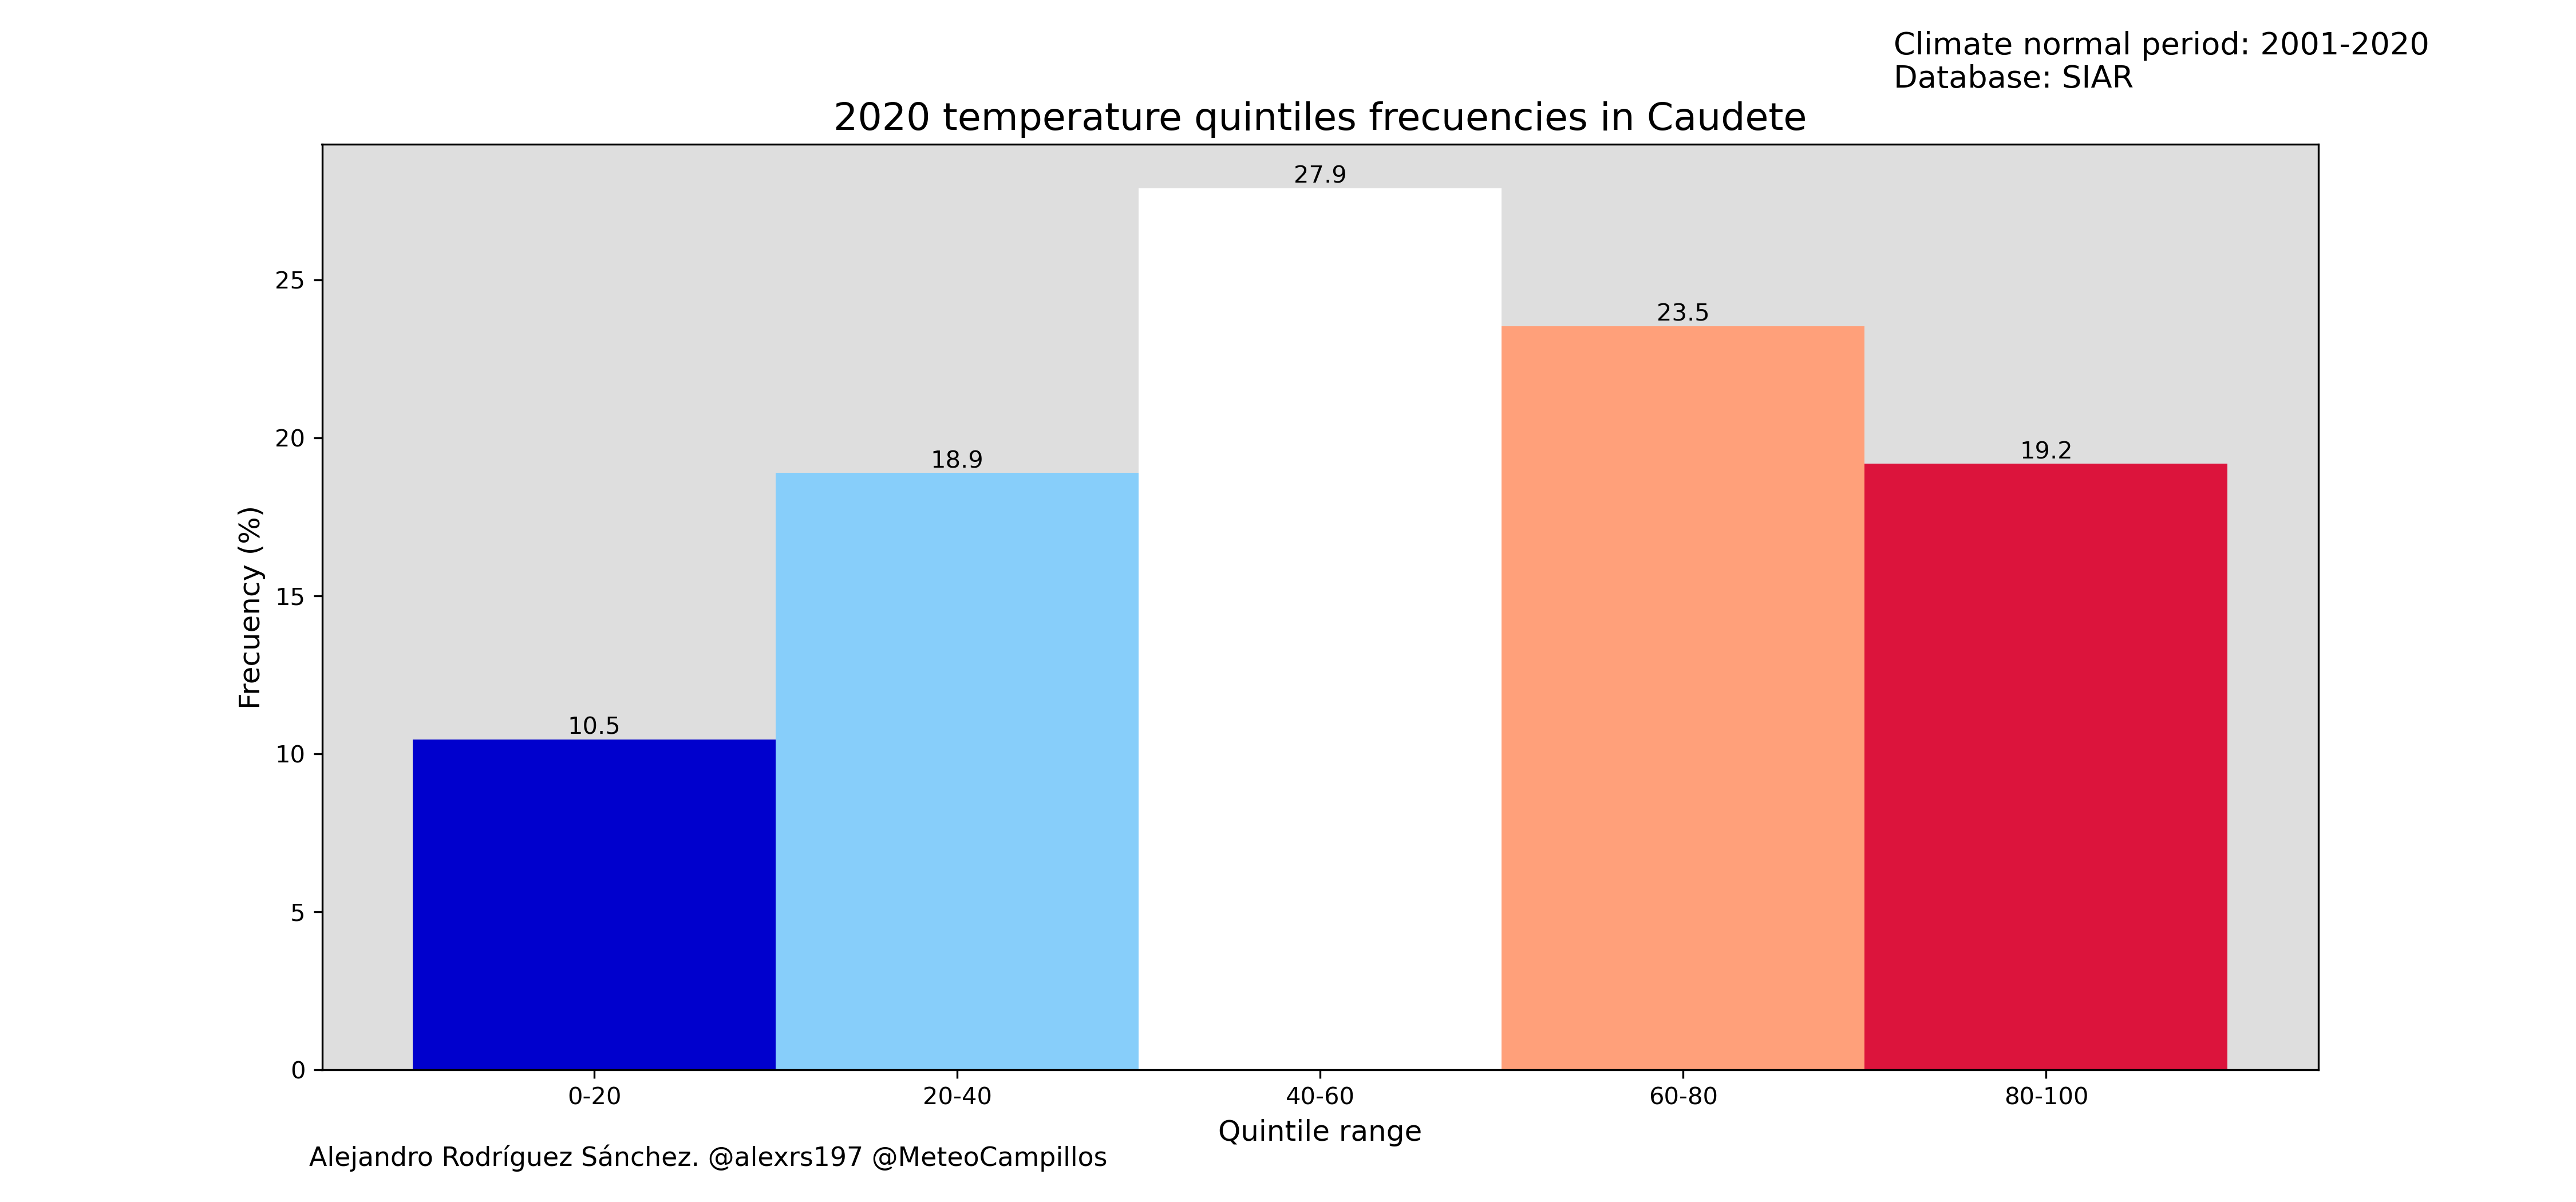 Climate normal period: 2001-2020
Database: SIAR
2020 temperature quintiles frecuencies in Caudete
27.9
25
23.5
20
19.2
18.9
Frecuency (%)
15
10.5
10
5
0
0-20
20-40
40-60
60-80
80-100
Quintile range
Alejandro Rodríguez Sánchez. @alexrs197 @MeteoCampillos